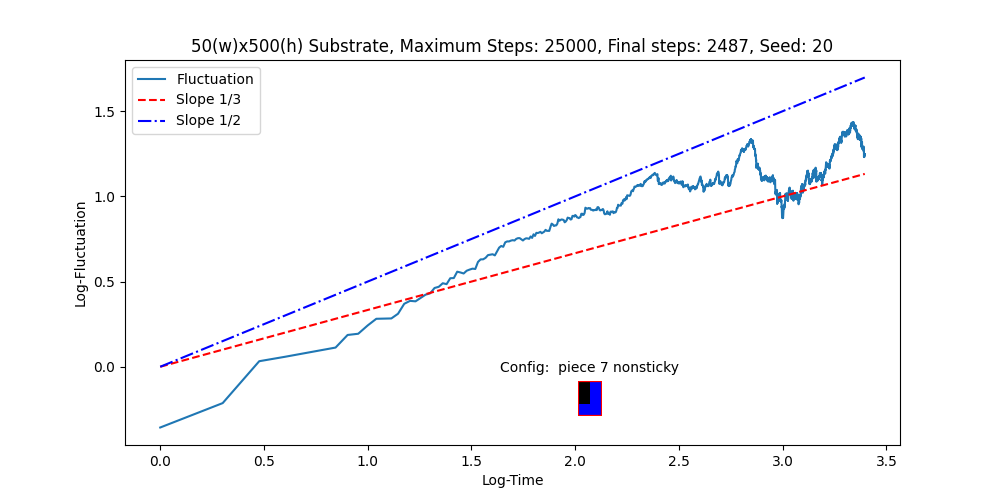 50(w)x500(h) Substrate, Maximum Steps: 25000, Final steps: 2487, Seed: 20
Fluctuation
Slope 1/3
Slope 1/2
Log-Fluctuation
1.5
1.0
0.5
0.0
Config:  piece 7 nonsticky
0.0 0.5 1.0 1.5 2.0 2.5 3.0 3.5
Log-Time